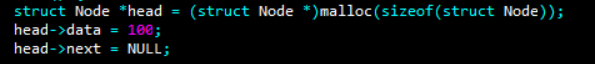 struct Node *head = (struct Node *)malloc(sizeof(struct Node));
head->data = 100;
head->next = NULL;